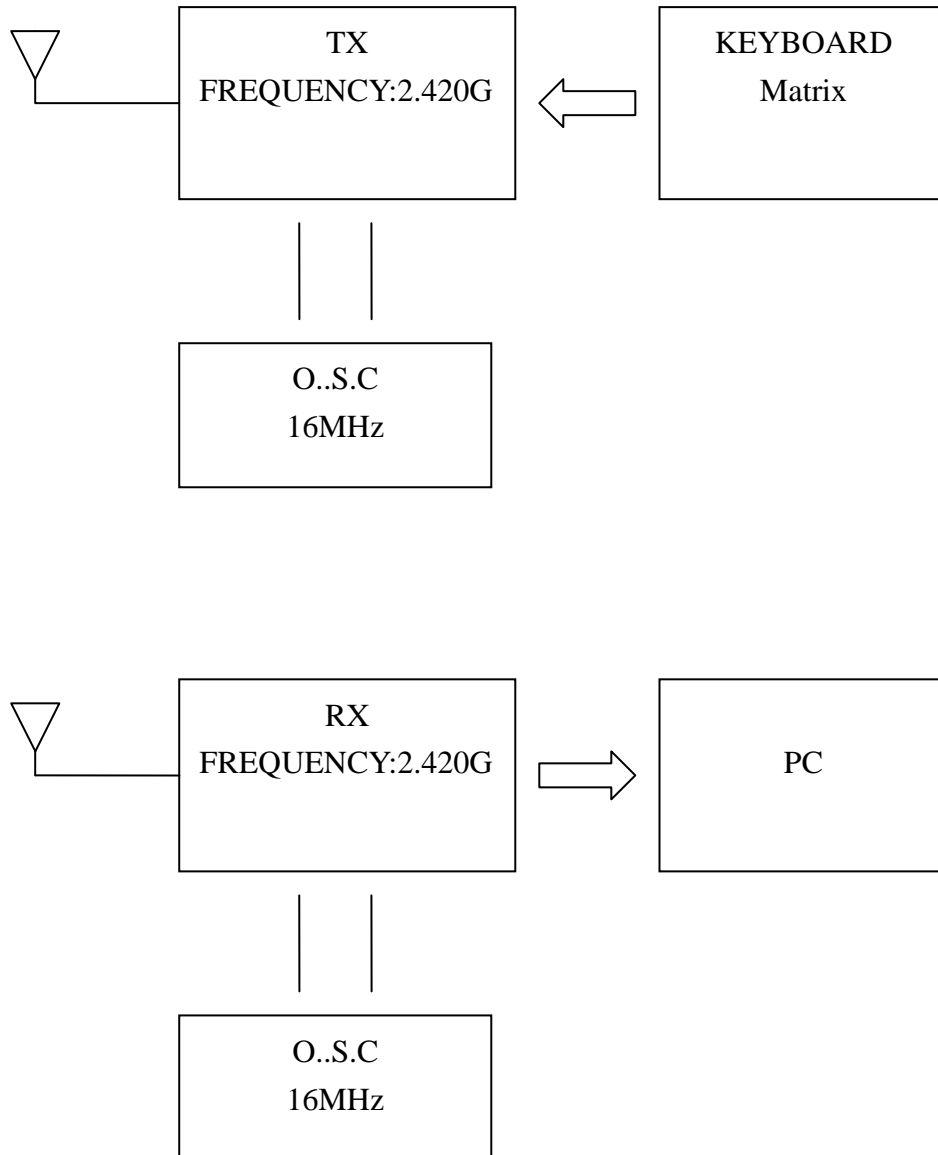 TX
FREQUENCY:2.420G
KEYBOARD
Matrix
O..S.C
16MHz
RX
FREQUENCY:2.420G
PC
O..S.C
16MHz